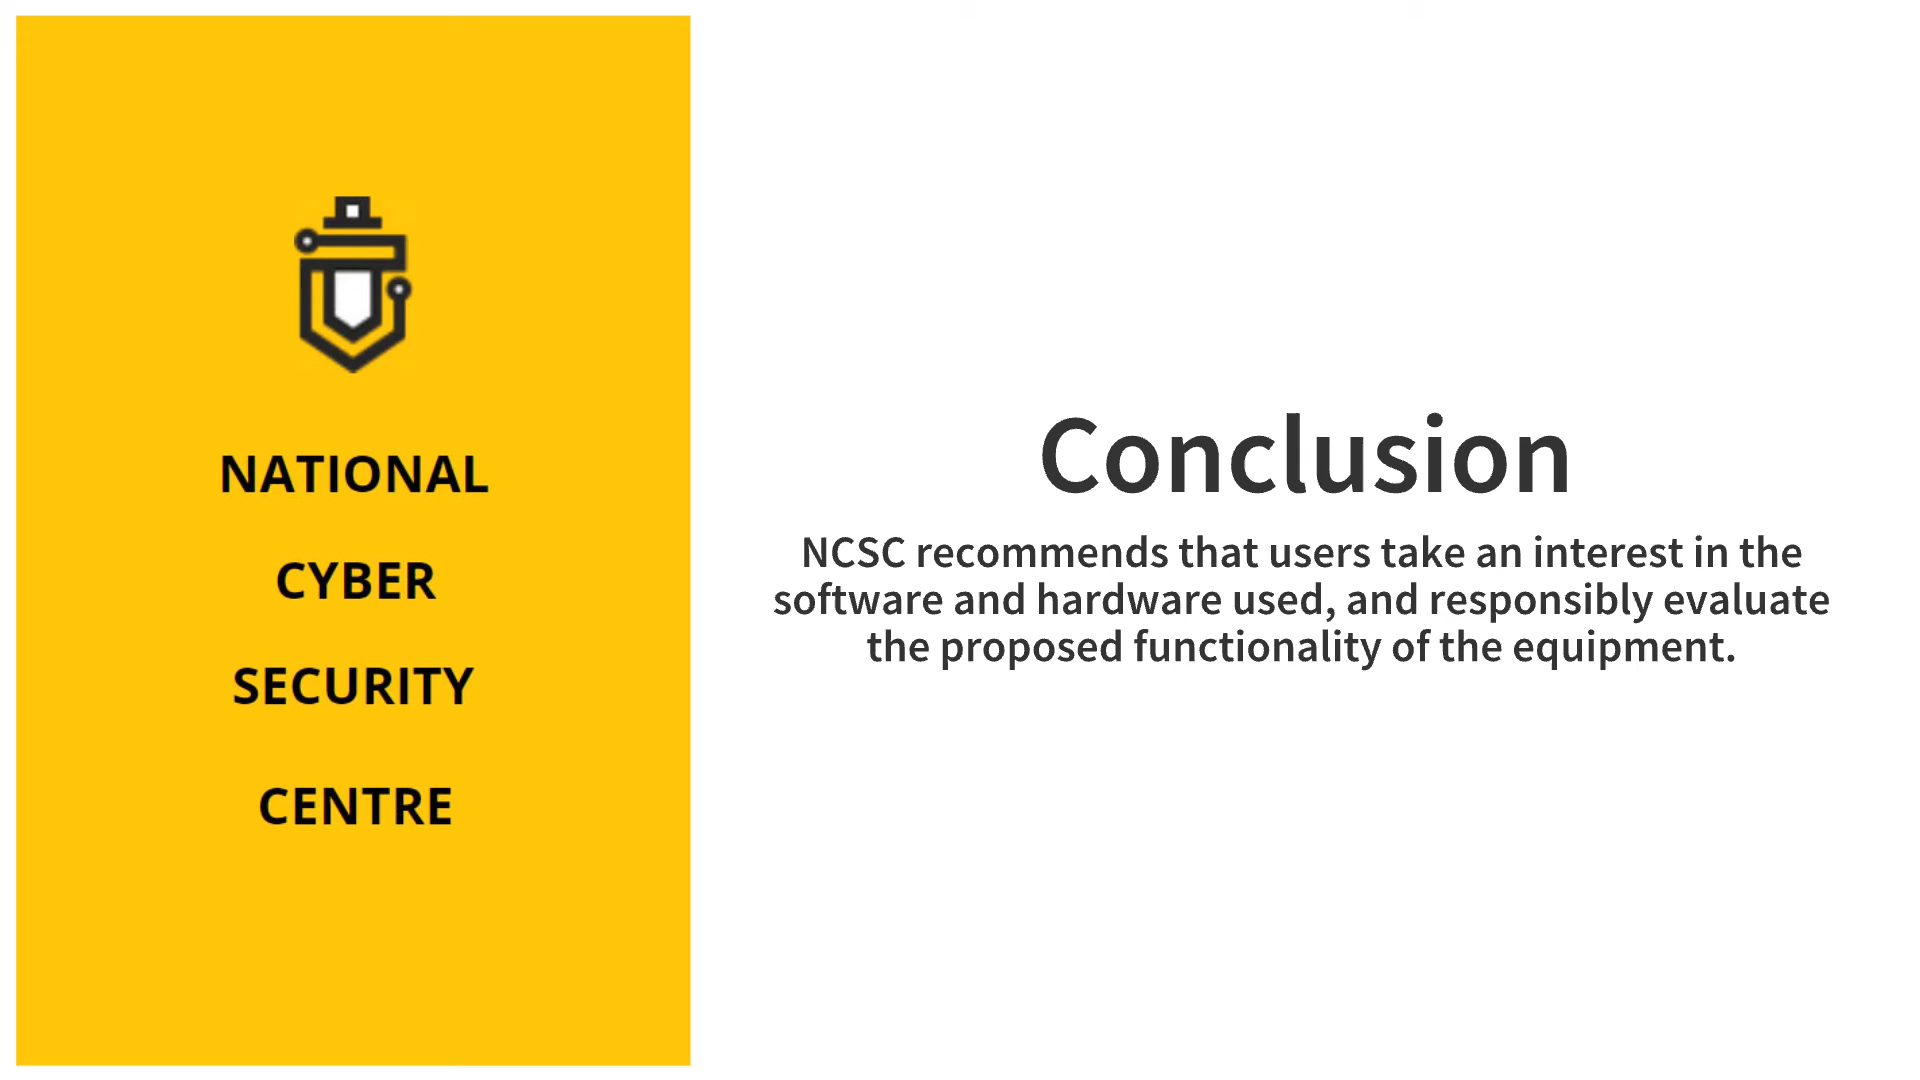 NATIONAL
CYBER
SECURITY
CENTRE
Conclusion
NCSC recommends that users take an interest in the
software and hardware used, and responsibly evaluate
the proposed functionality of the equipment.